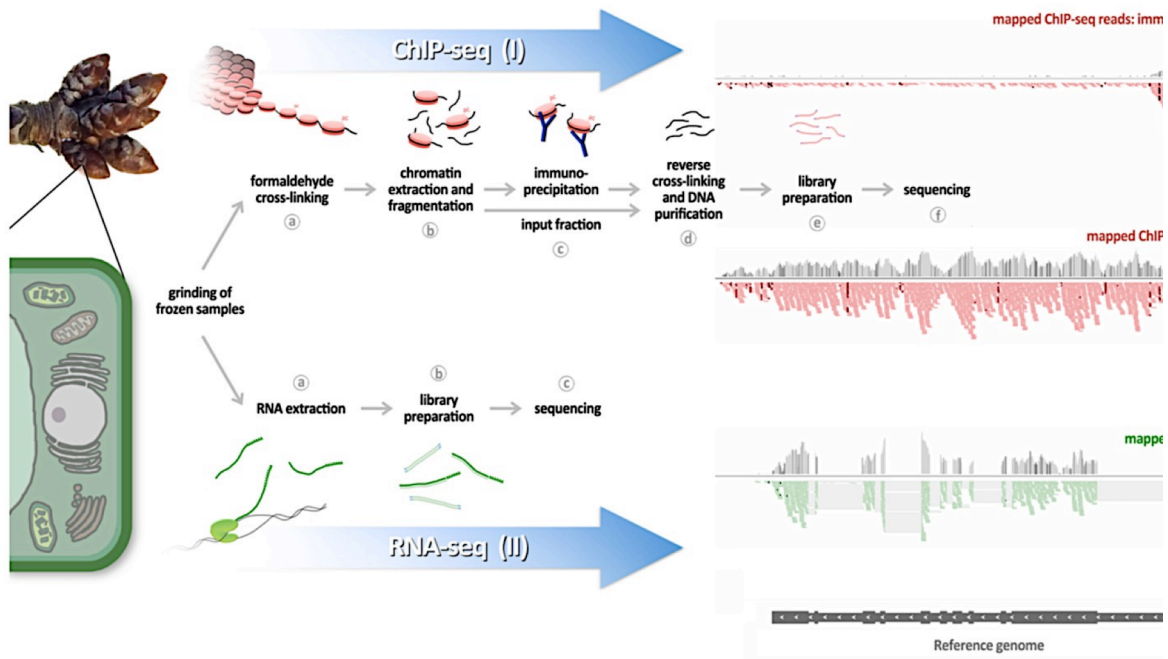 ChIP-seq (I)
mapped ChIP-seq reads: imm
formaldehyde
cross-linking
a
chromatin
extraction and
fragmentation
b
immuno-
precipitation
input fraction
c
reverse
cross-linking
and DNA
purification
d
library
preparation
e
sequencing
f
mapped ChIP
grinding of
frozen samples
a
RNA extraction
b
library
preparation
c
sequencing
mapped
RNA-seq (II)
Reference genome